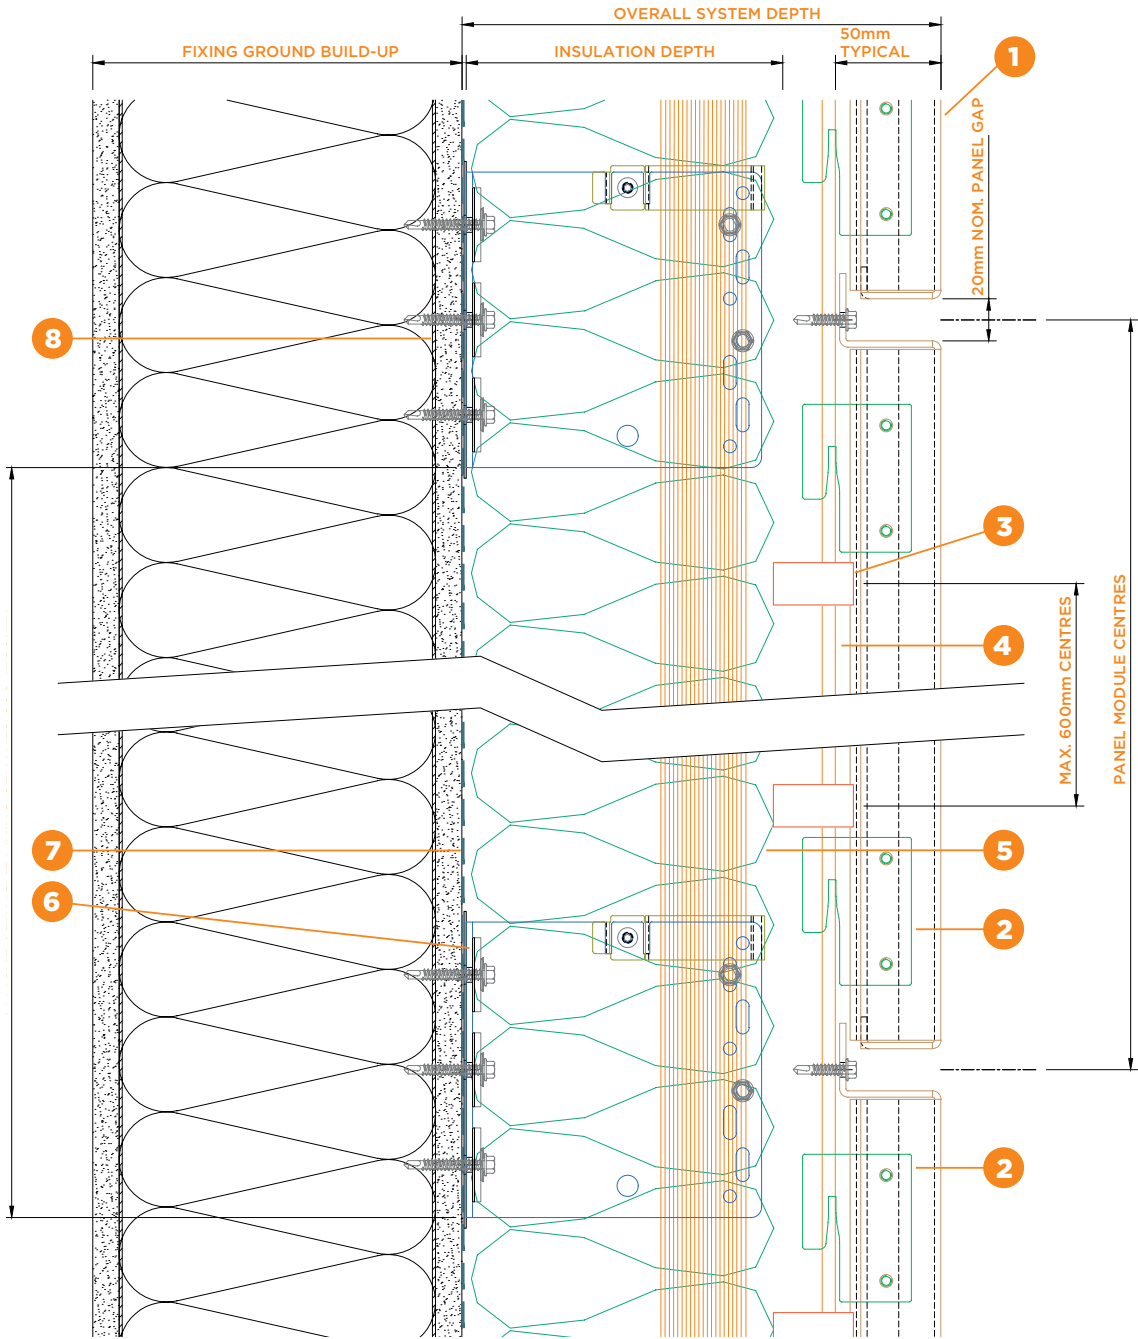 OVERALL SYSTEM DEPTH
FIXING GROUND BUILD-UP
INSULATION DEPTH
50mm
TYPICAL
1
20mm NOM. PANEL GAP
8
3
4
MAX. 600mm CENTRES
PANEL MODULE CENTRES
7
5
6
2
2